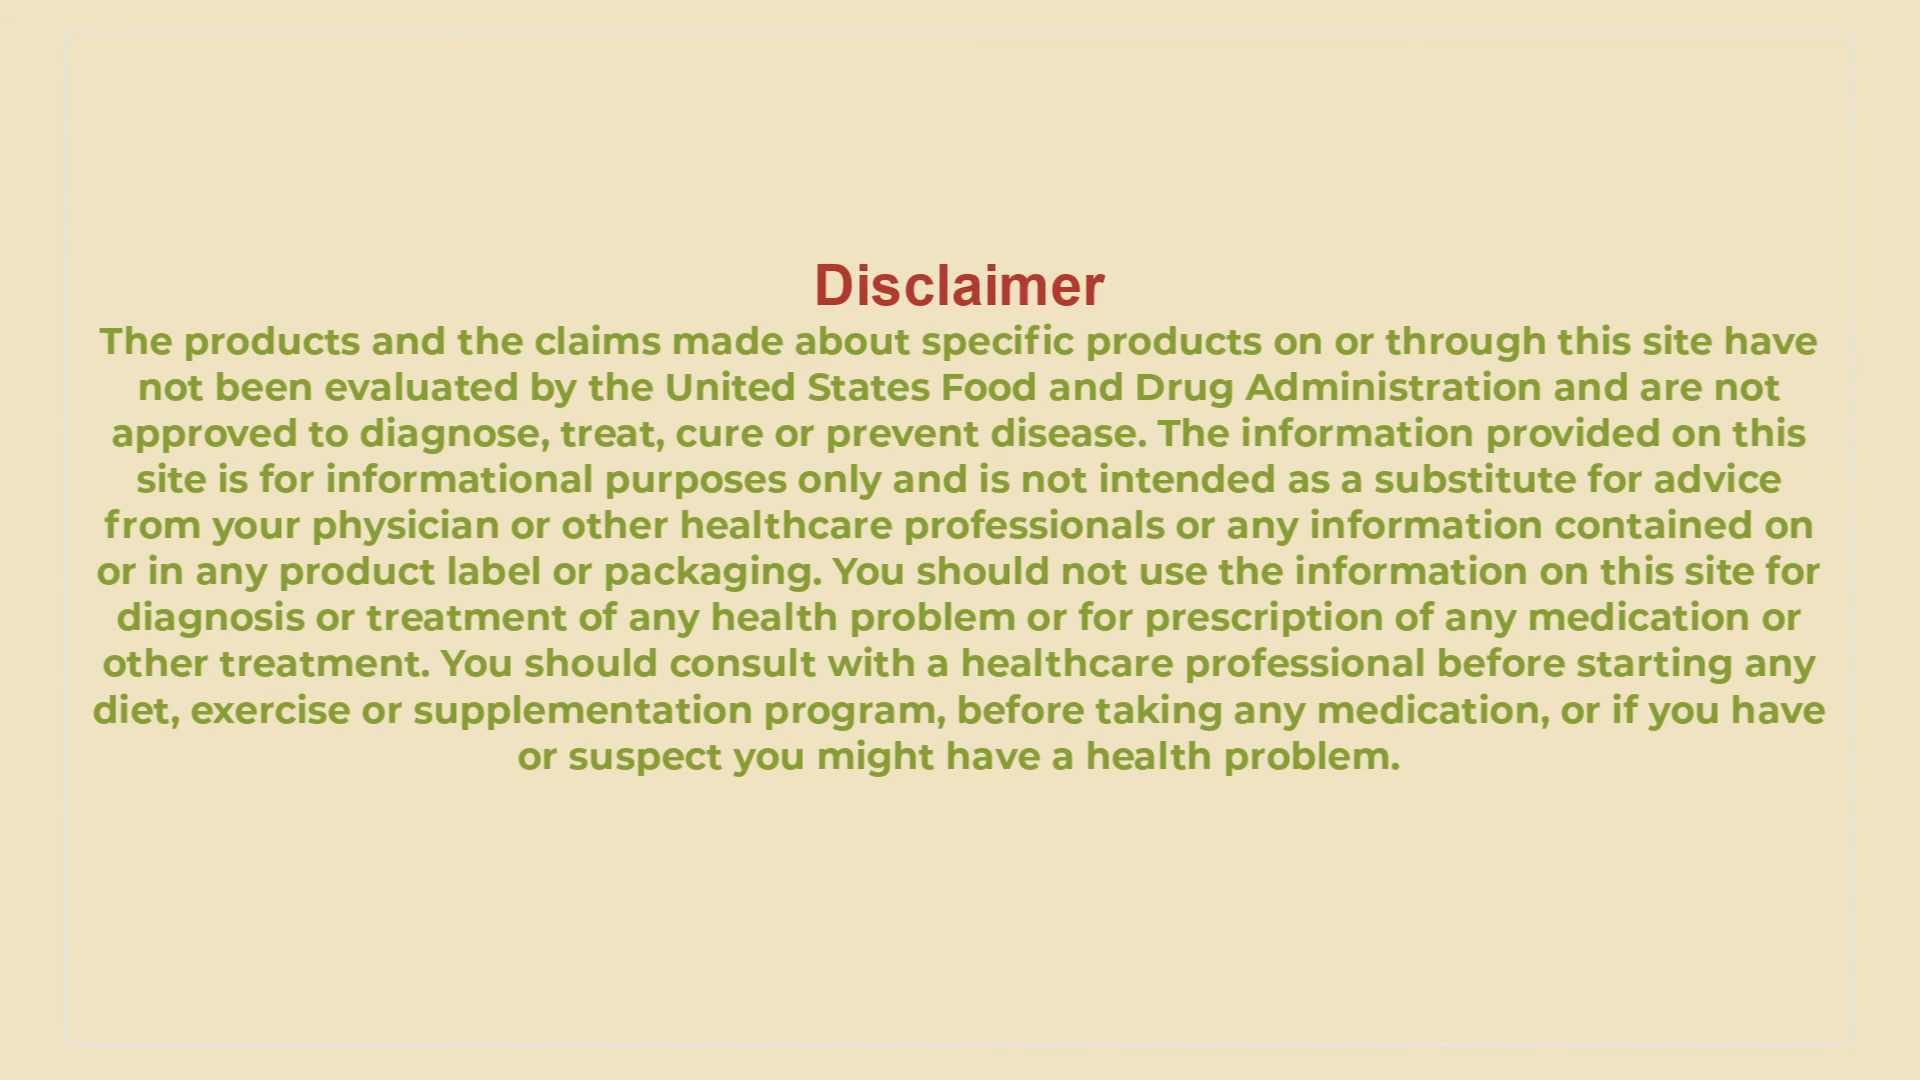 Disclaimer
The products and the claims made about specific products on or through this site have
not been evaluated by the United States Food and Drug Administration and are not
approved to diagnose, treat, cure or prevent disease. The information provided on this
site is for informational purposes only and is not intended as a substitute for advice
from your physician or other healthcare professionals or any information contained on
or in any product label or packaging. You should not use the information on this site for
diagnosis or treatment of any health problem or for prescription of any medication or
other treatment. You should consult with a healthcare professional before starting any
diet, exercise or supplementation program, before taking any medication, or if you have
or suspect you might have a health problem.